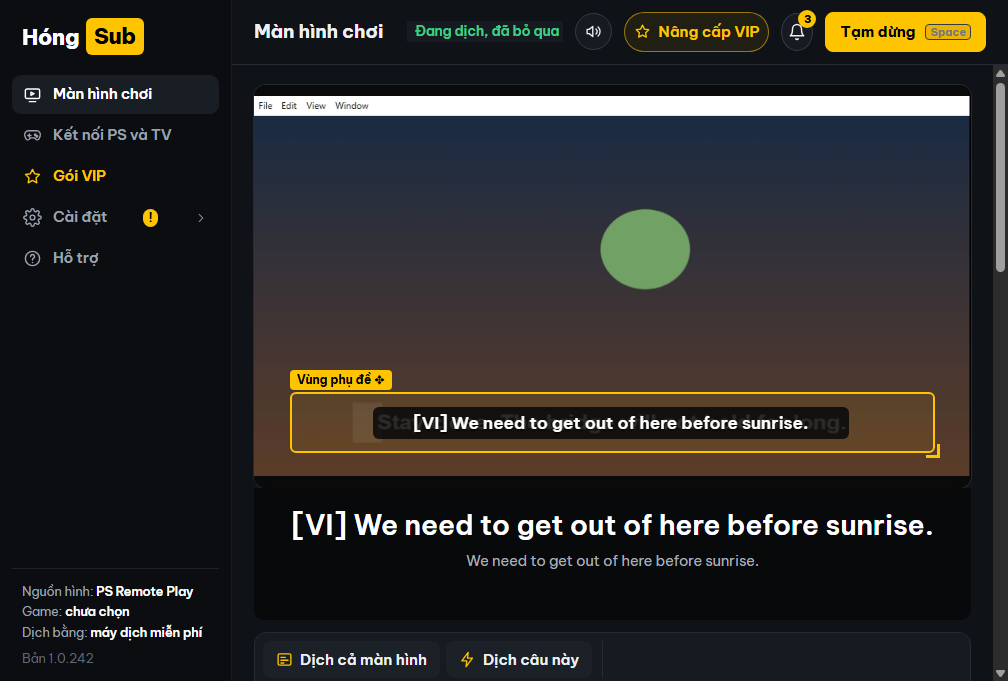 Hóng Sub
Màn hình chơi
Kết nối PS và TV
Gói VIP
Cài đặt !
Hỗ trợ
Nguồn hình: PS Remote Play
Game: chưa chọn
Dịch bằng: máy dịch miễn phí
Bản 1.0.242
Màn hình chơi
Đang dịch, đã bỏ qua
Nâng cấp VIP
3
Tạm dừng Space
File Edit View Window
Vùng phụ đề
[VI] We need to get out of here before sunrise.
[VI] We need to get out of here before sunrise.
We need to get out of here before sunrise.
Dịch cả màn hình
Dịch câu này